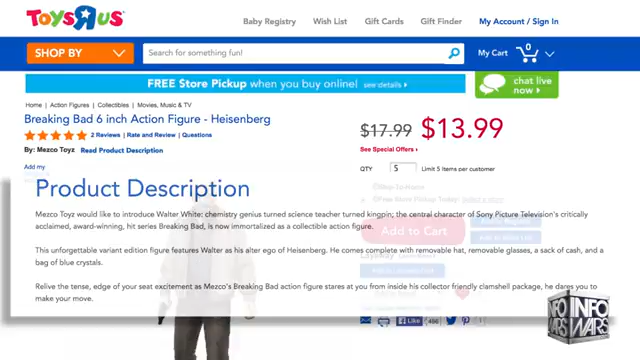 ToysRUs
Baby Registry Wish List Gift Cards Gift Finder My Account / Sign In
SHOP BY Search for something fun! My Cart 0
FREE Store Pickup when you buy online! see details
chat live now
Home | Action Figures | Collectibles | Movies, Music & TV
Breaking Bad 6 inch Action Figure - Heisenberg
2 Reviews | Rate and Review | Questions
By: Mezco Toyz Read Product Description
$17.99 $13.99
See Special Offers
QTY 5 Limit 5 Items per customer
Add my
Ship To Home
Free Store Pickup Today
Add to Cart
Product Description
Mezco Toyz would like to introduce Walter White: chemistry genius turned science teacher turned kingpin; the central character of Sony Picture Television's critically
acclaimed, award-winning, hit series Breaking Bad, is now immortalized as a collectible action figure.
This unforgettable variant edition figure features Walter as his alter ego of Heisenberg. He comes complete with removable hat, removable glasses, a sack of cash, and a
bag of blue crystals.
Relive the tense, edge of your seat excitement as Mezco's Breaking Bad action figure stares at you from inside his collector friendly clamshell package, he dares you to
make your move.
Like
INFO WARS
INFO WARS